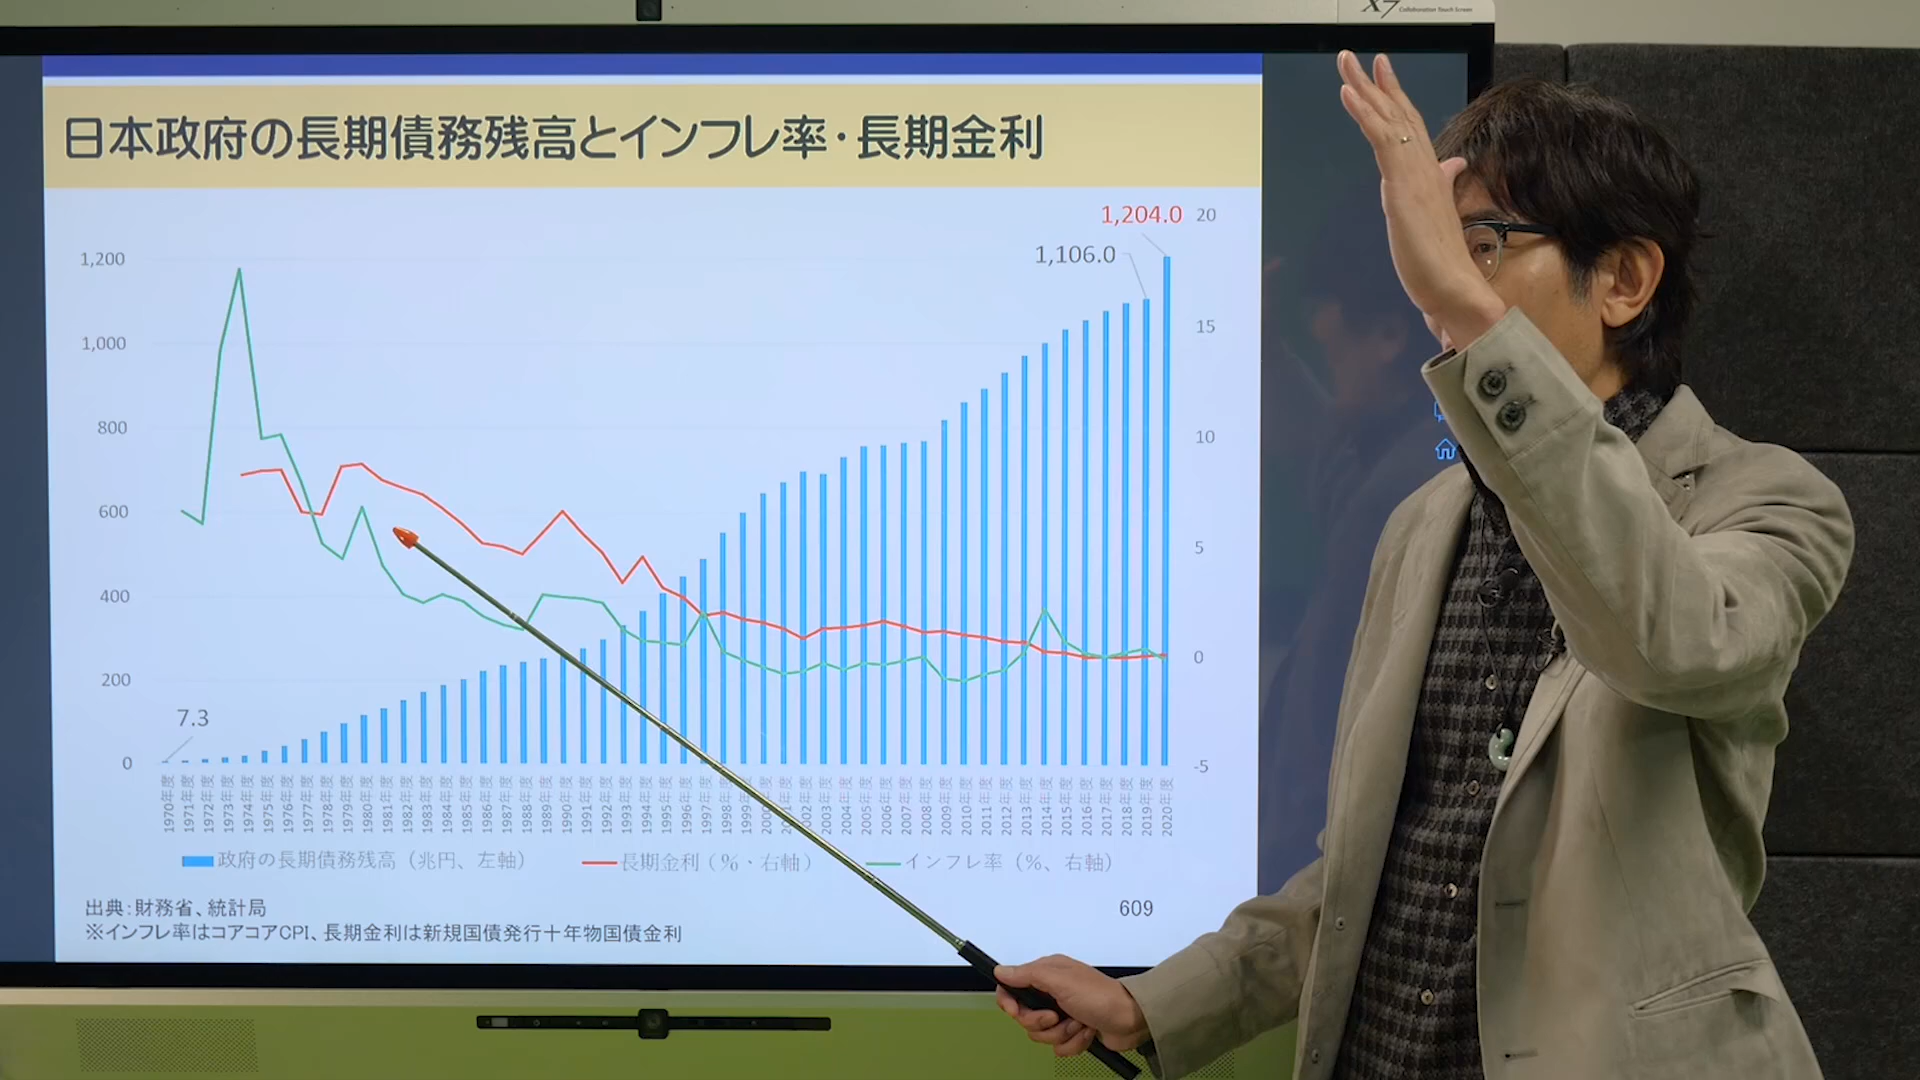 X7 Collaboration Touch Screen
日本政府の長期債務残高とインフレ率・長期金利
1,204.0
20
1,106.0
1,200
15
1,000
10
800
5
600
0
400
-5
200
7.3
0
1970年度
1971年度
1972年度
1973年度
1974年度
1975年度
1976年度
1977年度
1978年度
1979年度
1980年度
1981年度
1982年度
1983年度
1984年度
1985年度
1986年度
1987年度
1988年度
1989年度
1990年度
1991年度
1992年度
1993年度
1994年度
1995年度
1996年度
1997年度
1998年度
1999年度
2003年度
2004年度
2005年度
2006年度
2007年度
2008年度
2009年度
2010年度
2011年度
2012年度
2013年度
2014年度
2015年度
2016年度
2017年度
2018年度
2019年度
2020年度
政府の長期債務残高（兆円、左軸）
長期金利（％・右軸）
インフレ率（％、右軸）
出典：財務省、統計局
※インフレ率はコアコアCPI、長期金利は新規国債発行十年物国債金利
609